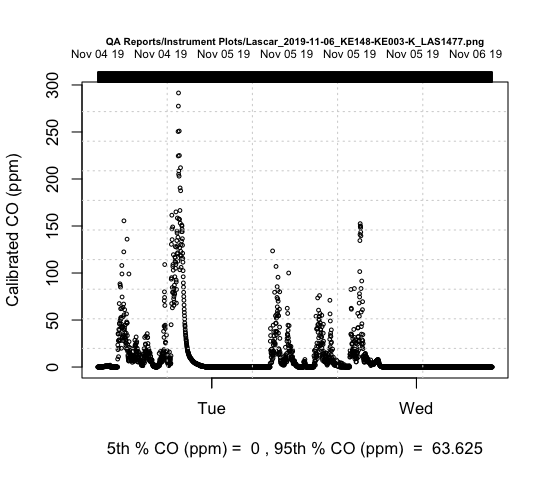 QA Reports/Instrument Plots/Lascar_2019-11-06_KE148-KE003-K_LAS1477.png
Nov 04 19 Nov 04 19 Nov 05 19 Nov 05 19 Nov 05 19 Nov 05 19 Nov 06 19
300
250
200
150
100
50
0
Calibrated CO (ppm)
Tue Wed
5th % CO (ppm) = 0 , 95th % CO (ppm) = 63.625